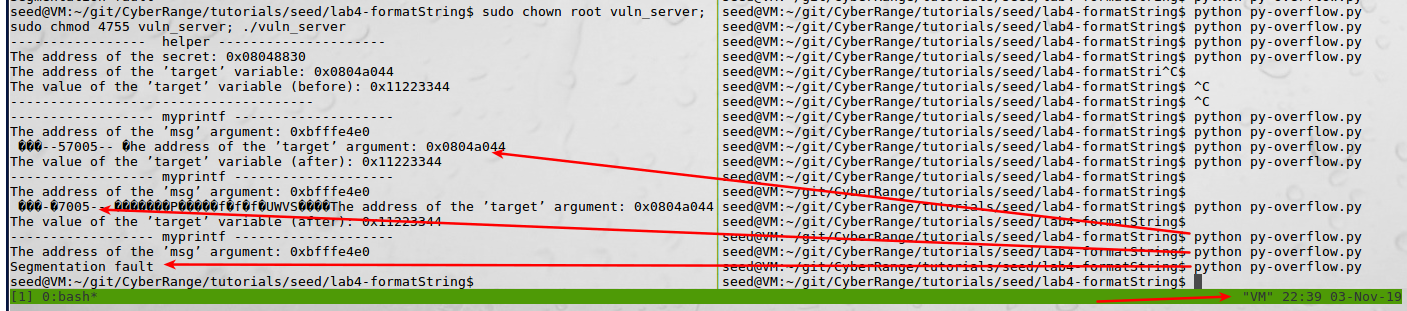 seed@VM:~/git/CyberRange/tutorials/seed/lab4-formatString$ sudo chown root vuln_server;
sudo chmod 4755 vuln_server; ./vuln_server
----------------- helper ---------------------
The address of the secret: 0x08048830
The address of the ’target’ variable: 0x0804a044
The value of the ’target’ variable (before): 0x11223344
--------------------------------------
----------------- myprintf --------------------
The address of the ’msg’ argument: 0xbfffe4e0
���--57005-- �he address of the ’target’ argument: 0x0804a044
The value of the ’target’ variable (after): 0x11223344
----------------- myprintf --------------------
The address of the ’msg’ argument: 0xbfffe4e0
���-�7005-- ��������P�����f�f�f�UWVS����The address of the ’target’ argument: 0x0804a044
The value of the ’target’ variable (after): 0x11223344
----------------- myprintf --------------------
The address of the ’msg’ argument: 0xbfffe4e0
Segmentation fault
seed@VM:~/git/CyberRange/tutorials/seed/lab4-formatString$
seed@VM:~/git/CyberRange/tutorials/seed/lab4-formatString$ python py-overflow.py
seed@VM:~/git/CyberRange/tutorials/seed/lab4-formatString$ python py-overflow.py
seed@VM:~/git/CyberRange/tutorials/seed/lab4-formatString$ python py-overflow.py
seed@VM:~/git/CyberRange/tutorials/seed/lab4-formatString$ python py-overflow.py
seed@VM:~/git/CyberRange/tutorials/seed/lab4-formatStri^C$
seed@VM:~/git/CyberRange/tutorials/seed/lab4-formatString$ ^C
seed@VM:~/git/CyberRange/tutorials/seed/lab4-formatString$ ^C
seed@VM:~/git/CyberRange/tutorials/seed/lab4-formatString$ python py-overflow.py
seed@VM:~/git/CyberRange/tutorials/seed/lab4-formatString$ python py-overflow.py
seed@VM:~/git/CyberRange/tutorials/seed/lab4-formatString$ python py-overflow.py
seed@VM:~/git/CyberRange/tutorials/seed/lab4-formatString$ python py-overflow.py
seed@VM:~/git/CyberRange/tutorials/seed/lab4-formatString$
seed@VM:~/git/CyberRange/tutorials/seed/lab4-formatString$
seed@VM:~/git/CyberRange/tutorials/seed/lab4-formatString$ python py-overflow.py
seed@VM:~/git/CyberRange/tutorials/seed/lab4-formatString$
seed@VM:~/git/CyberRange/tutorials/seed/lab4-formatString$ python py-overflow.py
seed@VM:~/git/CyberRange/tutorials/seed/lab4-formatString$ python py-overflow.py
seed@VM:~/git/CyberRange/tutorials/seed/lab4-formatString$ python py-overflow.py
seed@VM:~/git/CyberRange/tutorials/seed/lab4-formatString$
[1] 0:bash* "VM" 22:39 03-Nov-19